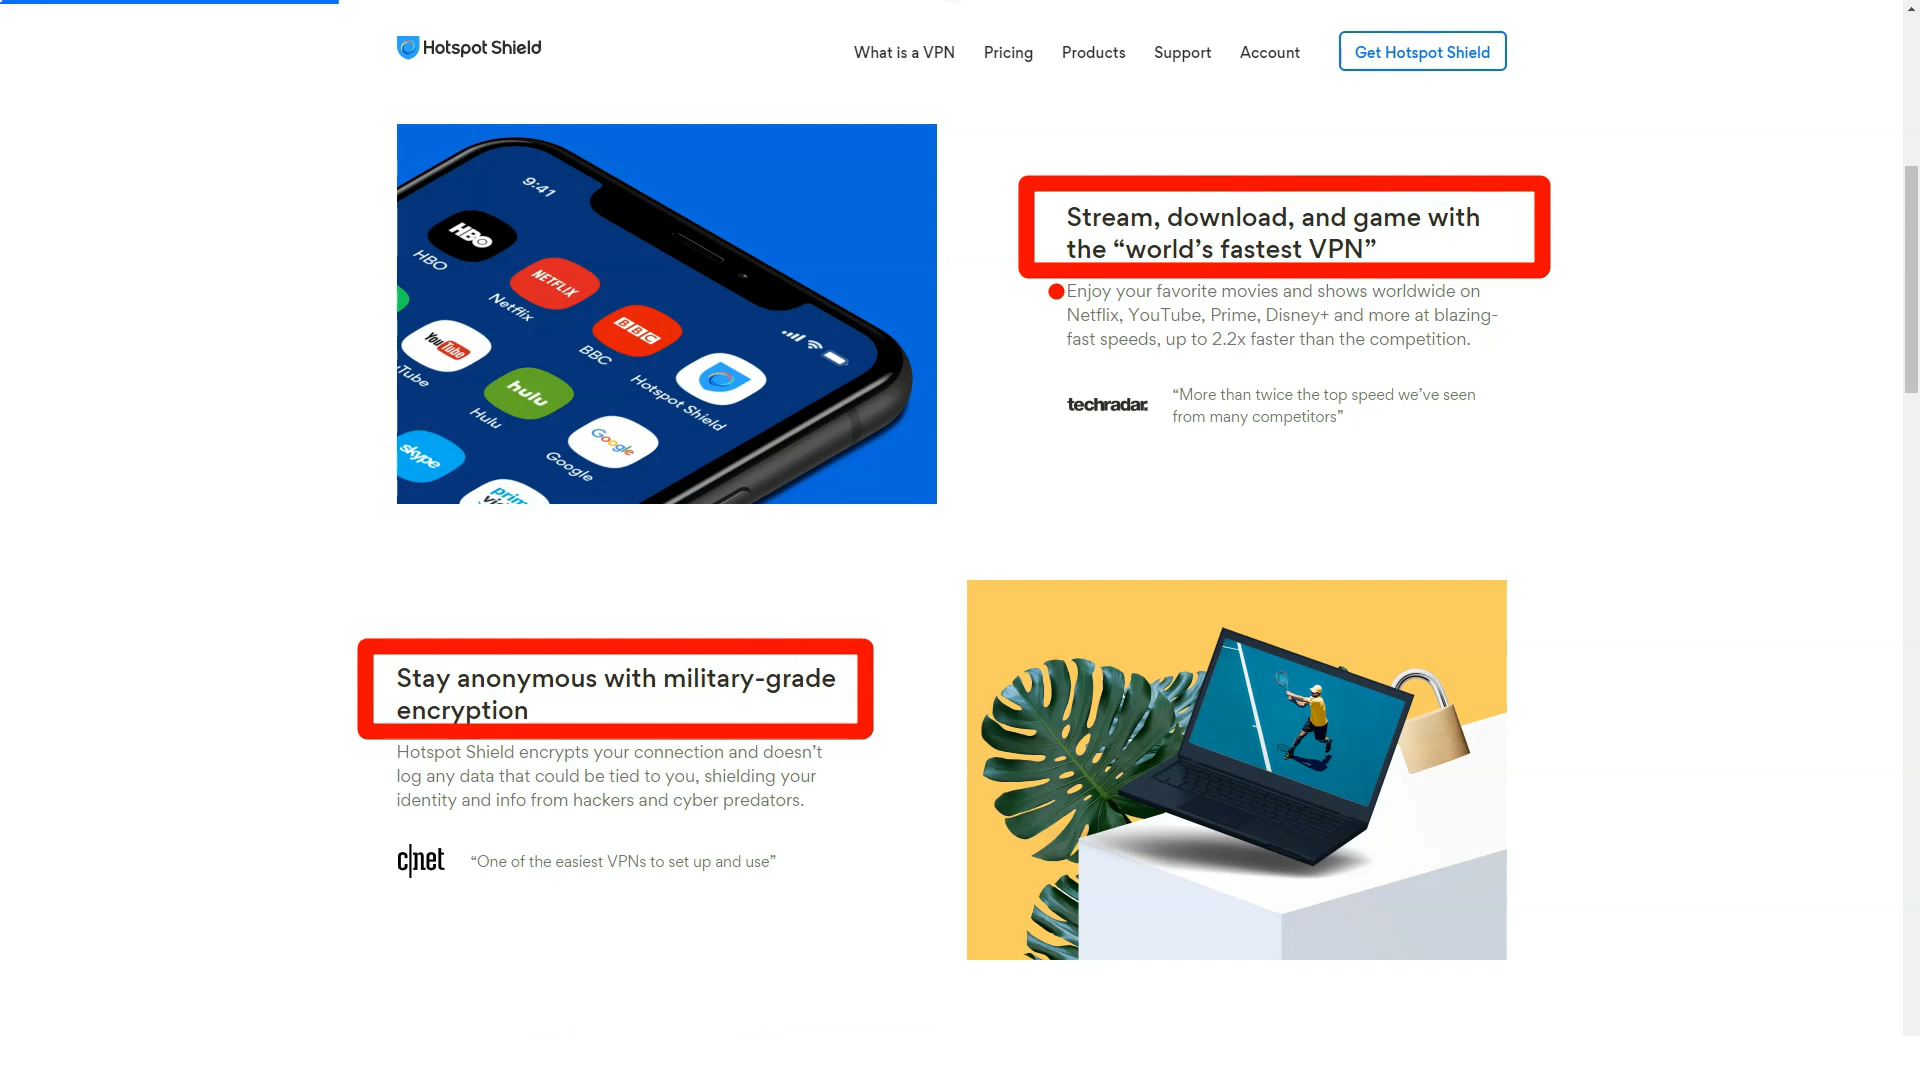 Hotspot Shield
What is a VPN
Pricing
Products
Support
Account
Get Hotspot Shield
9:41
HBO
HBO
NETFLIX
Netflix
BBC
BBC
YouTube
uTube
hulu
Hulu
Hotspot Shield
Google
Google
skype
prim
Stream, download, and game with
the “world’s fastest VPN”
Enjoy your favorite movies and shows worldwide on
Netflix, YouTube, Prime, Disney+ and more at blazing-
fast speeds, up to 2.2x faster than the competition.
techradar.
“More than twice the top speed we’ve seen
from many competitors”
Stay anonymous with military-grade
encryption
Hotspot Shield encrypts your connection and doesn’t
log any data that could be tied to you, shielding your
identity and info from hackers and cyber predators.
c|net
“One of the easiest VPNs to set up and use”